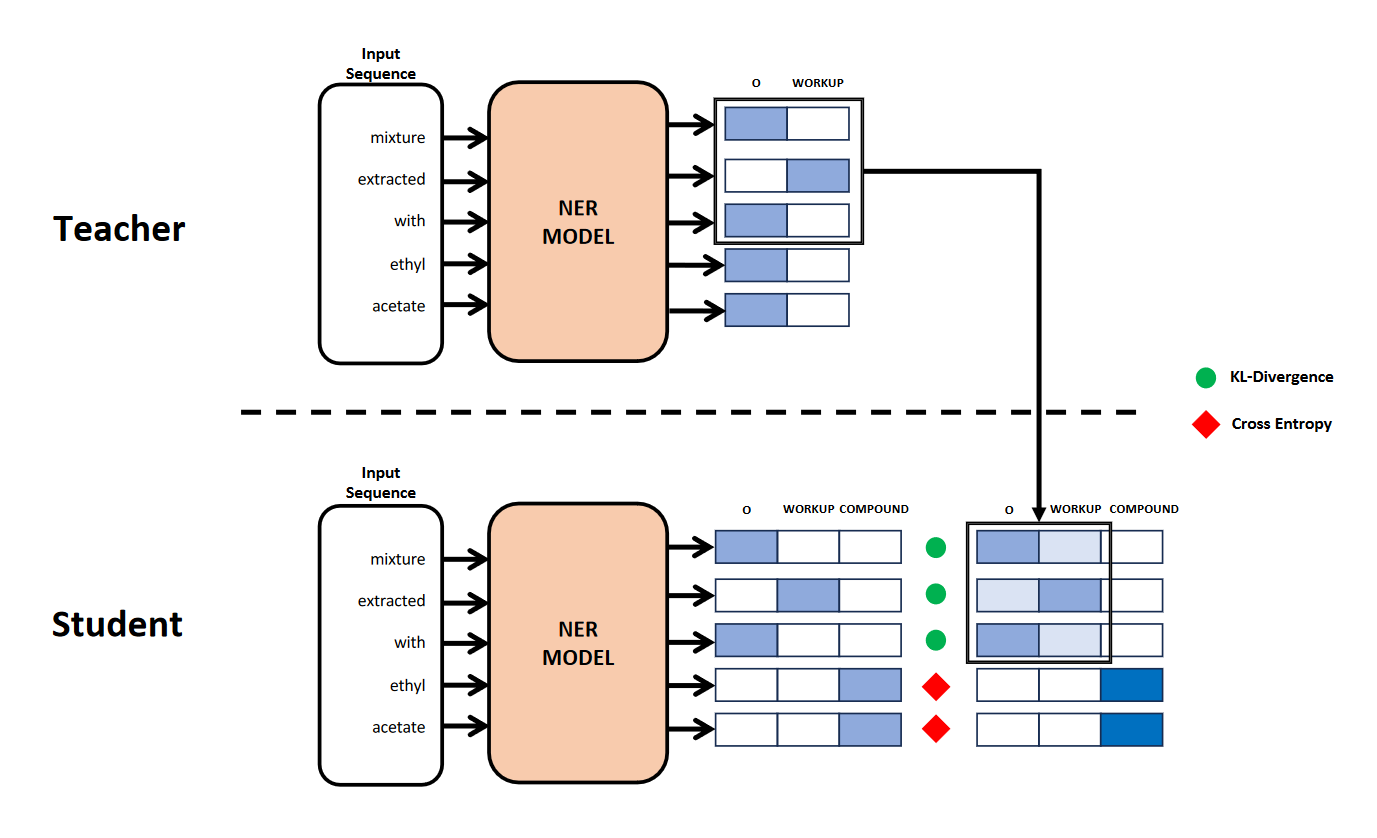 Input
Sequence
O WORKUP
mixture
extracted
with
ethyl
acetate
NER
MODEL
Teacher
KL-Divergence
Cross Entropy
Input
Sequence
O WORKUP COMPOUND
O WORKUP COMPOUND
mixture
extracted
with
ethyl
acetate
NER
MODEL
Student